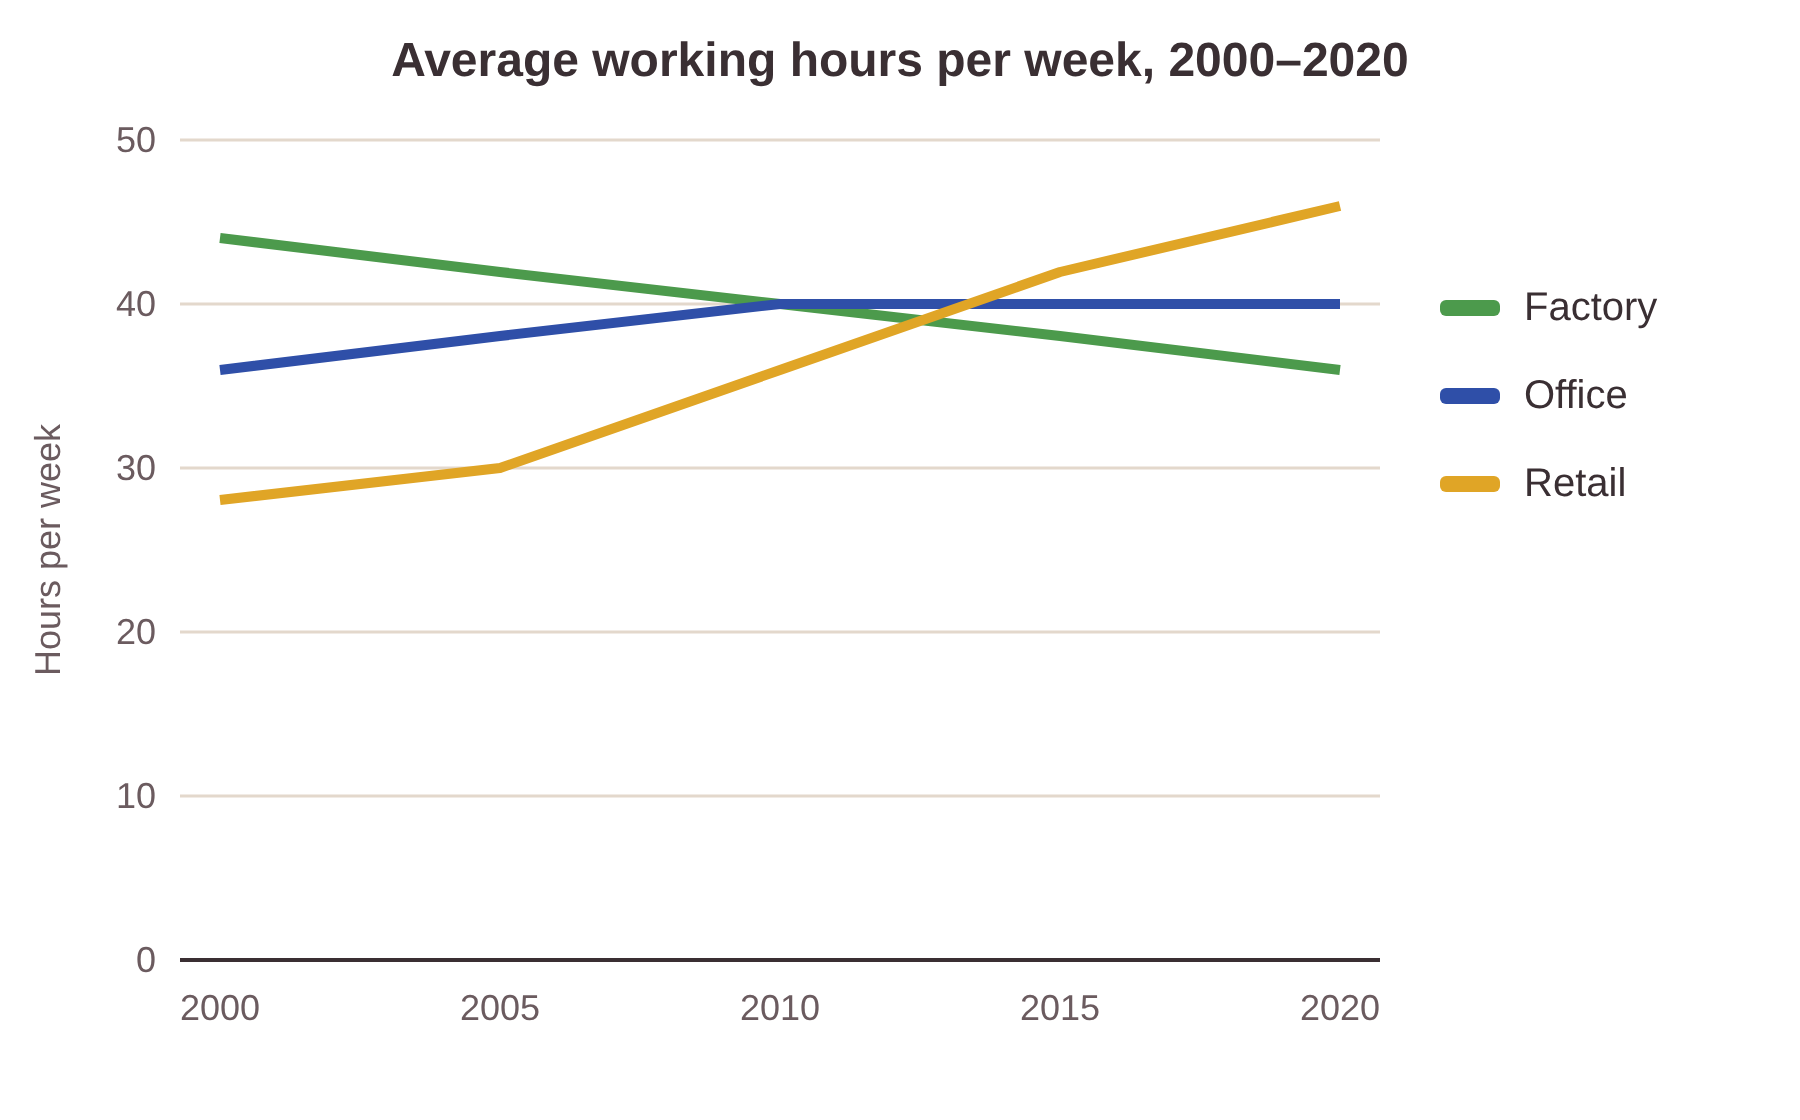 Average working hours per week, 2000–2020
Hours per week
50
40
30
20
10
0
2000 2005 2010 2015 2020
Factory
Office
Retail